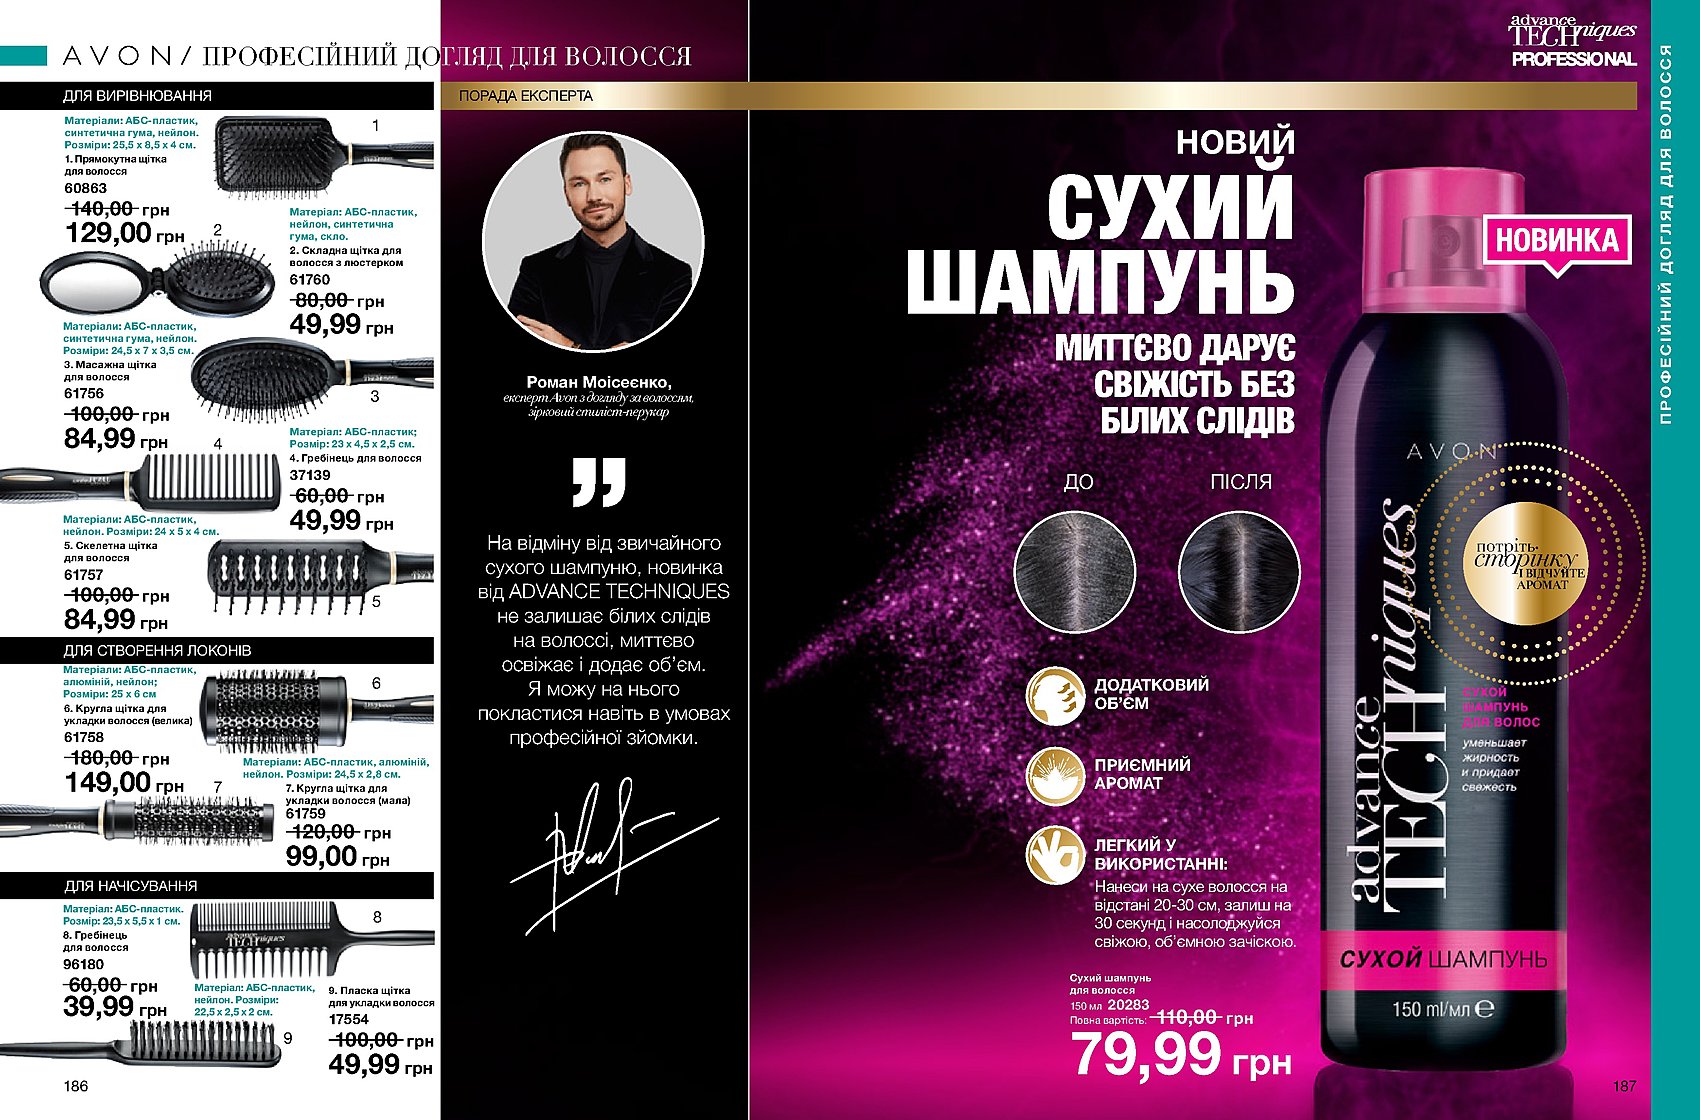 AVON / ПРОФЕСІЙНИЙ ДОГЛЯД ДЛЯ ВОЛОССЯ
ДЛЯ ВИРІВНЮВАННЯ
Матеріали: АБС-пластик,
синтетична гума, нейлон.
Розміри: 25,5 х 8,5 х 4 см.
1. Прямокутна щітка
для волосся
60863
140,00 грн
129,00 грн
1
2
Матеріал: АБС-пластик,
нейлон, синтетична
гума, скло.
2. Складна щітка для
волосся з люстерком
61760
80,00 грн
49,99 грн
Матеріали: АБС-пластик,
синтетична гума, нейлон.
Розміри: 24,5 х 7 х 3,5 см.
3. Масажна щітка
для волосся
61756
100,00 грн
84,99 грн
3
4
Матеріал: АБС-пластик;
Розмір: 23 х 4,5 х 2,5 см.
4. Гребінець для волосся
37139
60,00 грн
49,99 грн
Матеріали: АБС-пластик,
нейлон. Розміри: 24 х 5 х 4 см.
5. Скелетна щітка
для волосся
61757
100,00 грн
84,99 грн
5
ДЛЯ СТВОРЕННЯ ЛОКОНІВ
Матеріали: АБС-пластик,
алюміній, нейлон;
Розміри: 25 х 6 см
6. Кругла щітка для
укладки волосся (велика)
61758
180,00 грн
149,00 грн
6
7
Матеріали: АБС-пластик, алюміній,
нейлон. Розміри: 24,5 х 2,8 см.
7. Кругла щітка для
укладки волосся (мала)
61759
120,00 грн
99,00 грн
ДЛЯ НАЧІСУВАННЯ
Матеріал: АБС-пластик.
Розмір: 23,5 х 5,5 х 1 см.
8. Гребінець
для волосся
96180
60,00 грн
39,99 грн
8
advance
TECHniques
Матеріал: АБС-пластик,
нейлон. Розміри:
22,5 х 2,5 х 2 см.
9. Пласка щітка
для укладки волосся
17554
100,00 грн
49,99 грн
9
186
ПОРАДА ЕКСПЕРТА
Роман Моісеєнко,
експерт Avon з догляду за волоссям,
зірковий стиліст-перукар
На відміну від звичайного
сухого шампуню, новинка
від ADVANCE TECHNIQUES
не залишає білих слідів
на волоссі, миттєво
освіжає і додає об’єм.
Я можу на нього
покластися навіть в умовах
професійної зйомки.
advance
TECHniques
PROFESSIONAL
НОВИЙ
СУХИЙ
ШАМПУНЬ
МИТТЄВО ДАРУЄ
СВІЖІСТЬ БЕЗ
БІЛИХ СЛІДІВ
ДО
ПІСЛЯ
ДОДАТКОВИЙ
ОБ’ЄМ
ПРИЄМНИЙ
АРОМАТ
ЛЕГКИЙ У
ВИКОРИСТАННІ:
Нанеси на сухе волосся на
відстані 20-30 см, залиш на
30 секунд і насолоджуйся
свіжою, об’ємною зачіскою.
Сухий шампунь
для волосся
150 мл 20283
Повна вартість: 110,00 грн
79,99 грн
НОВИНКА
AVON
потріть
сторінку
І ВІДЧУЙТЕ
АРОМАТ
advance
TECHniques
СУХОЙ
ШАМПУНЬ
ДЛЯ ВОЛОС
уменьшает
жирность
и придает
свежесть
СУХОЙ ШАМПУНЬ
150 ml/мл e
187
ПРОФЕСІЙНИЙ ДОГЛЯД ДЛЯ ВОЛОССЯ